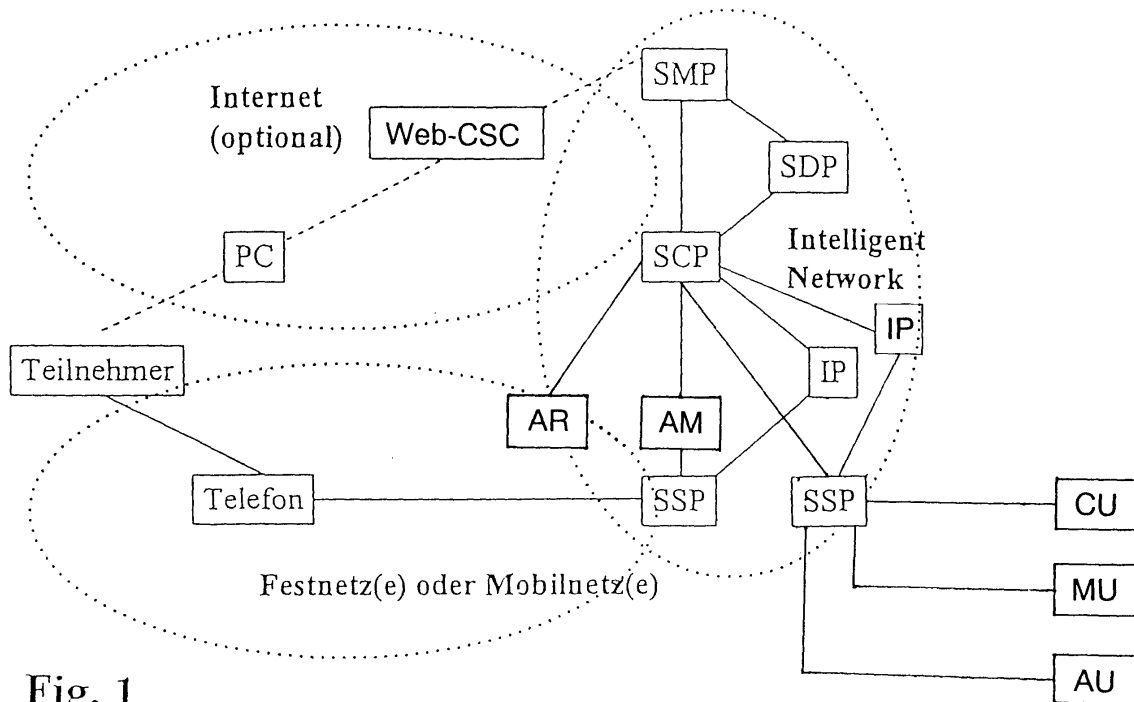 SMP
Internet
(optional)
Web-CSC
SDP
PC
SCP
Intelligent
Network
IP
Teilnehmer
IP
AR
AM
Telefon
SSP
SSP
CU
Festnetz(e) oder Mobilnetz(e)
MU
AU
Fig. 1